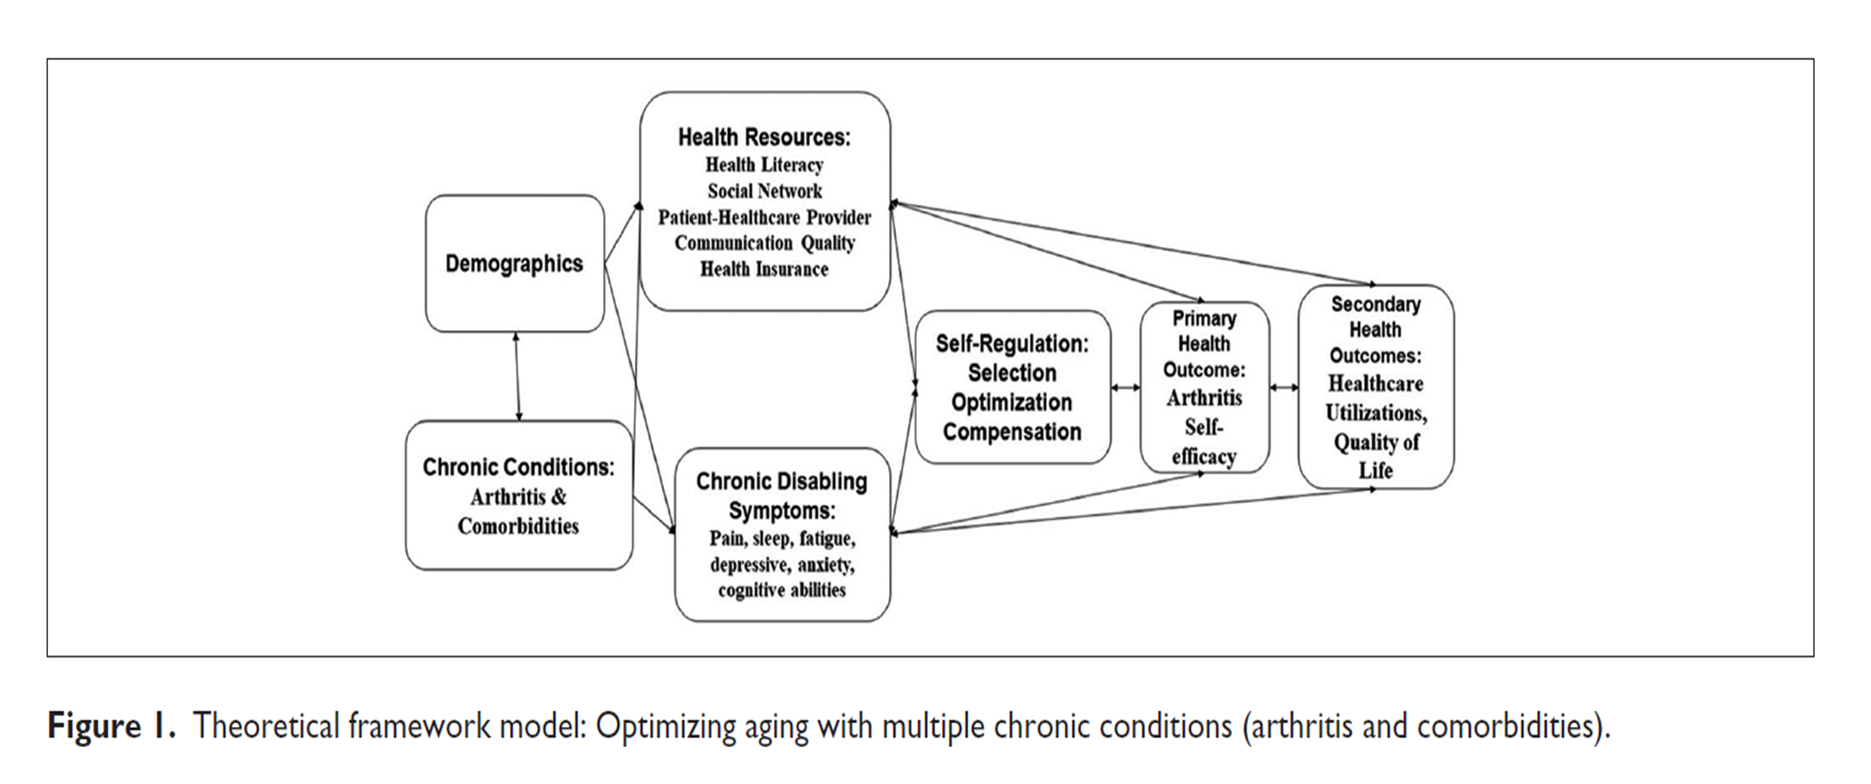 Health Resources:
Health Literacy
Social Network
Patient-Healthcare Provider
Communication Quality
Health Insurance
Demographics
Chronic Conditions:
Arthritis &
Comorbidities
Chronic Disabling
Symptoms:
Pain, sleep, fatigue,
depressive, anxiety,
cognitive abilities
Self-Regulation:
Selection
Optimization
Compensation
Primary
Health
Outcome:
Arthritis
Self-
efficacy
Secondary
Health
Outcomes:
Healthcare
Utilizations,
Quality of
Life
Figure 1. Theoretical framework model: Optimizing aging with multiple chronic conditions (arthritis and comorbidities).